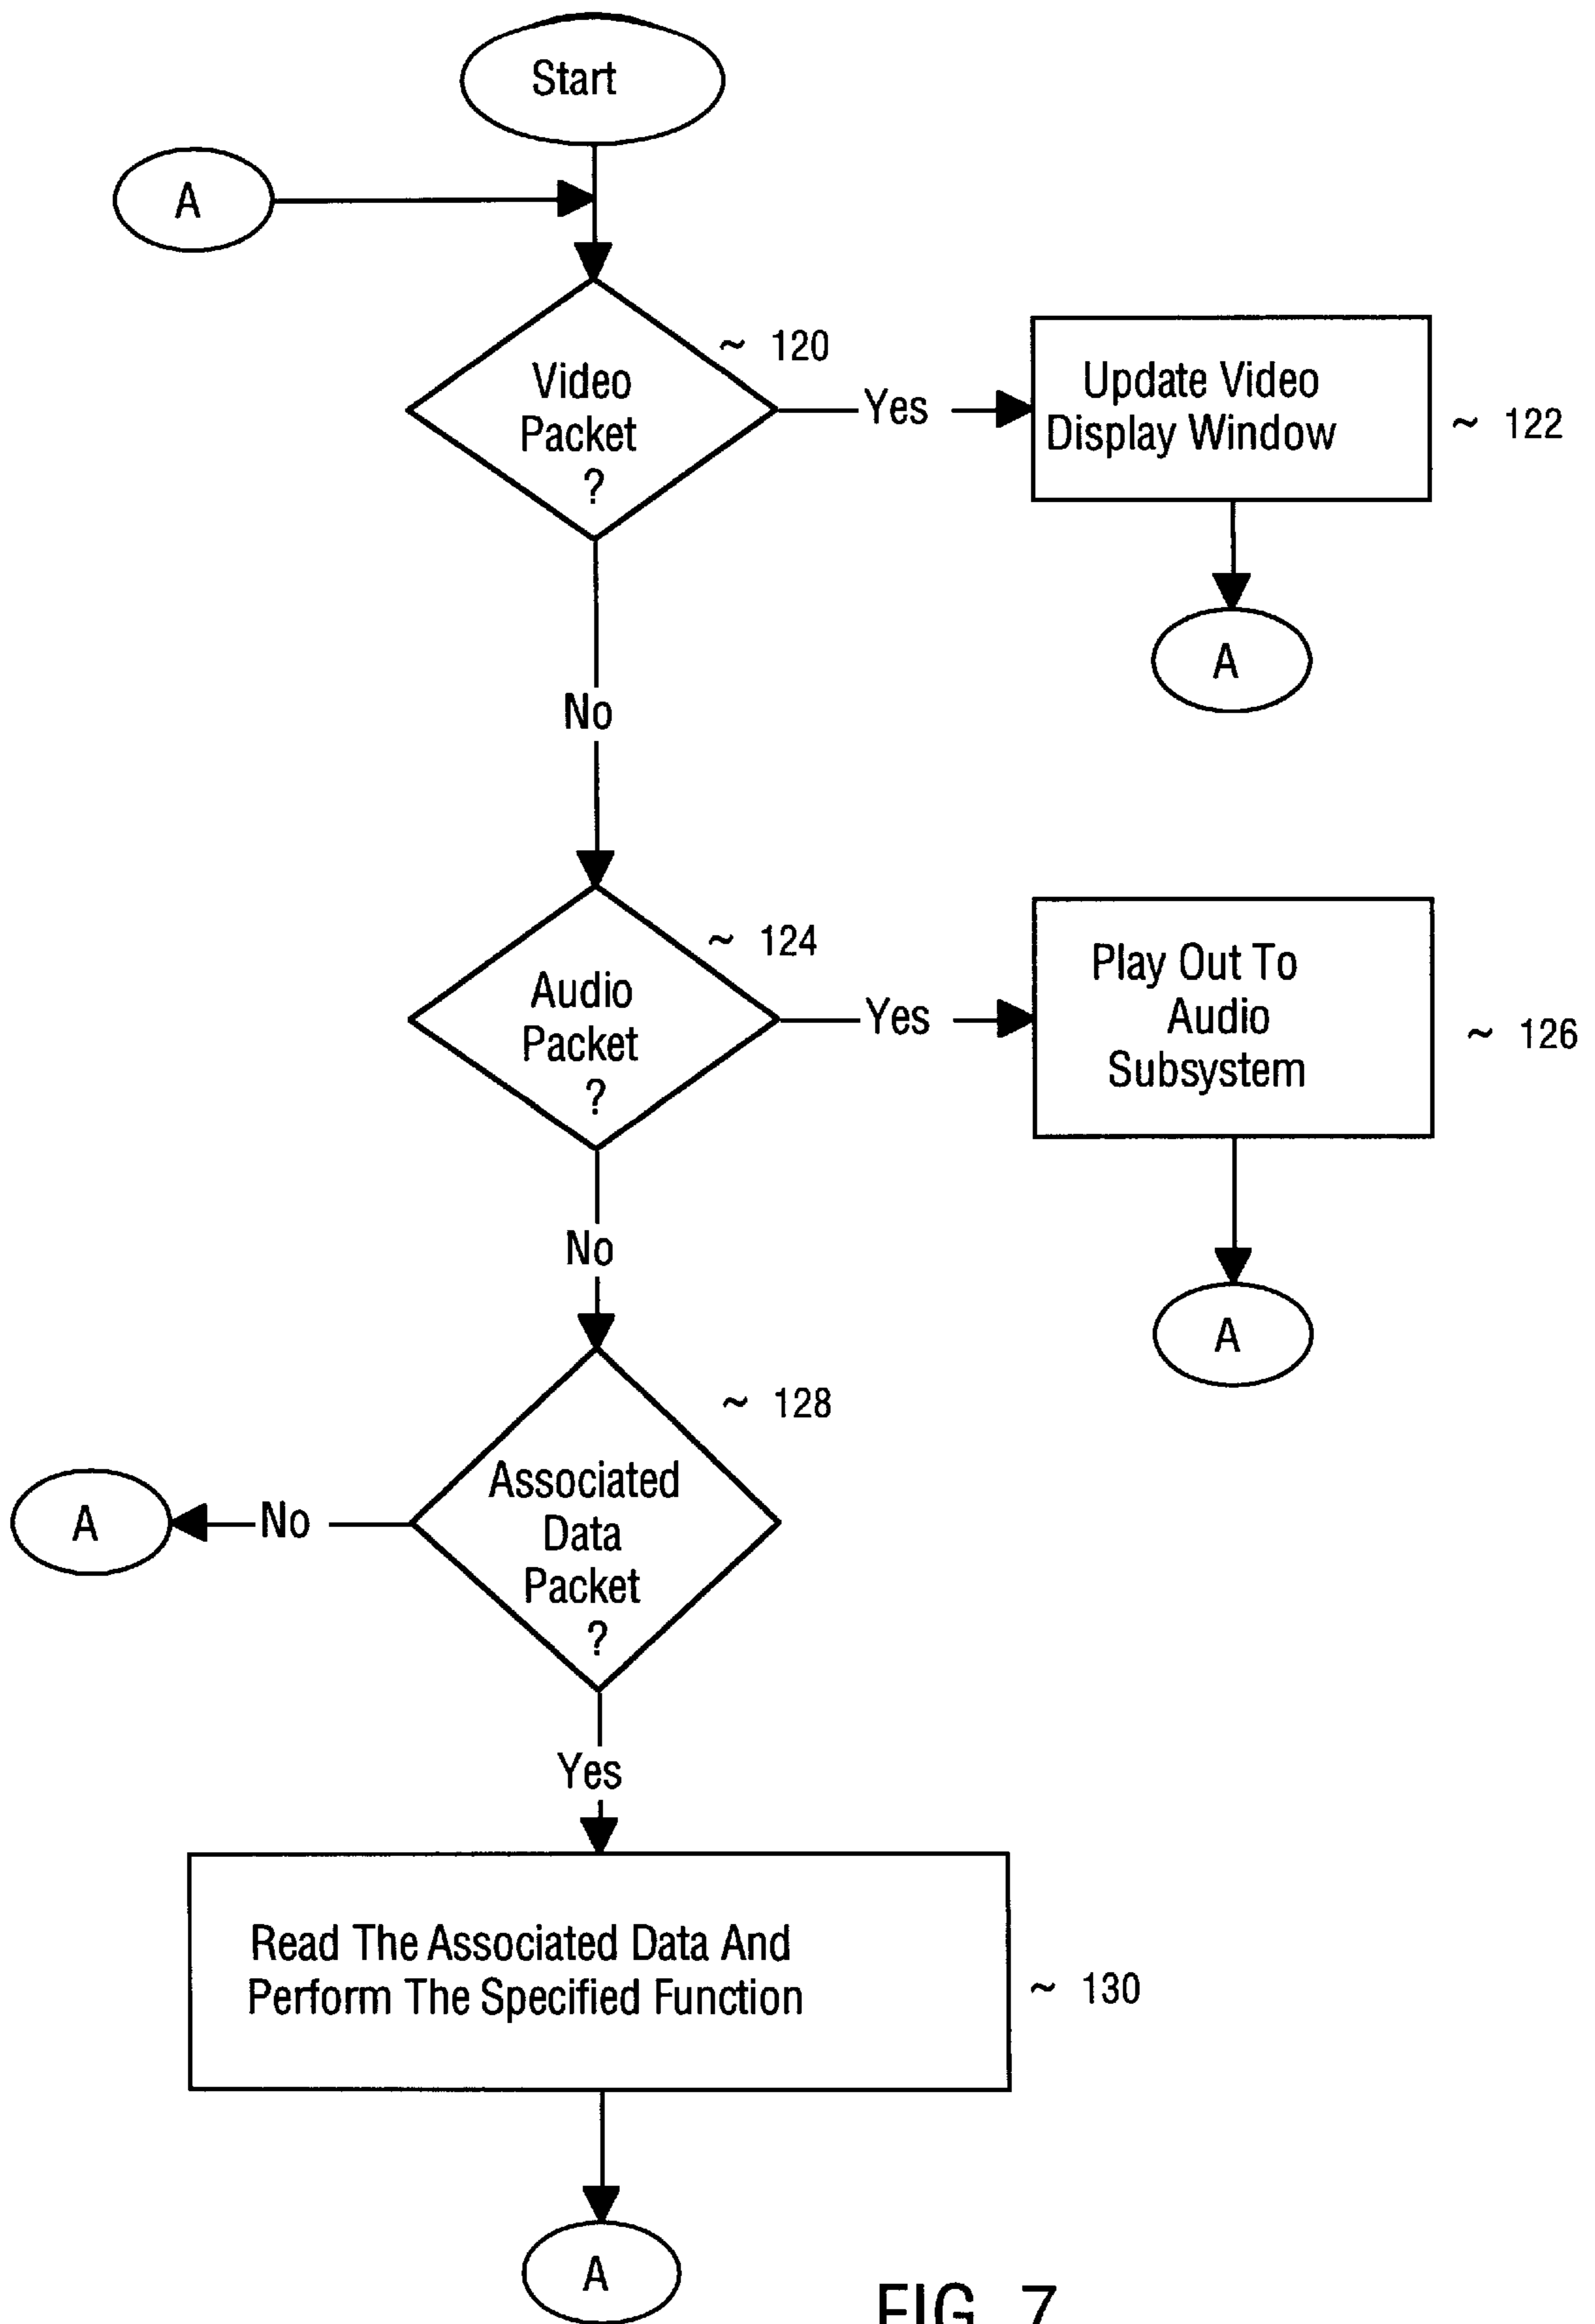 Start
A
~ 120
Video
Packet
?
Yes
Update Video
Display Window
~ 122
A
No
~ 124
Audio
Packet
?
Yes
Play Out To
Audio
Subsystem
~ 126
A
No
~ 128
Associated
Data
Packet
?
No
A
Yes
Read The Associated Data And
Perform The Specified Function
~ 130
A
FIG. 7